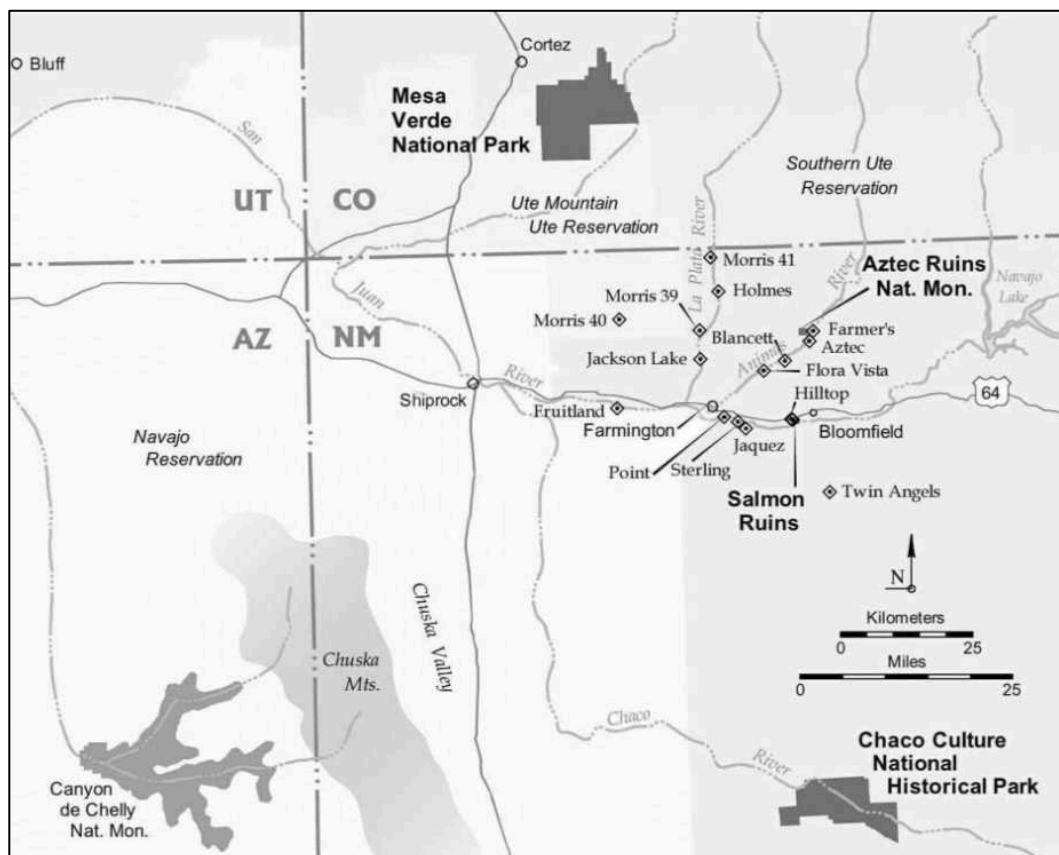 Cortez
Bluff
Mesa
Verde
National Park
San
Southern Ute
Reservation
UT
CO
Ute Mountain
Ute Reservation
La Plata River
River
Morris 41
Aztec Ruins
Nat. Mon.
Navajo
Lake
Juan
Holmes
Morris 39
Morris 40
AZ
NM
Blancett
Farmer's
Aztec
Animas
Jackson Lake
Flora Vista
River
Hilltop
64
Shiprock
Fruitland
Farmington
Bloomfield
Navajo
Reservation
Jaquez
Point
Sterling
Salmon
Ruins
Twin Angels
N
Kilometers
0
25
Miles
0
25
Chuska Valley
Chuska
Mts.
Chaco
River
Chaco Culture
National
Historical Park
Canyon
de Chelly
Nat. Mon.